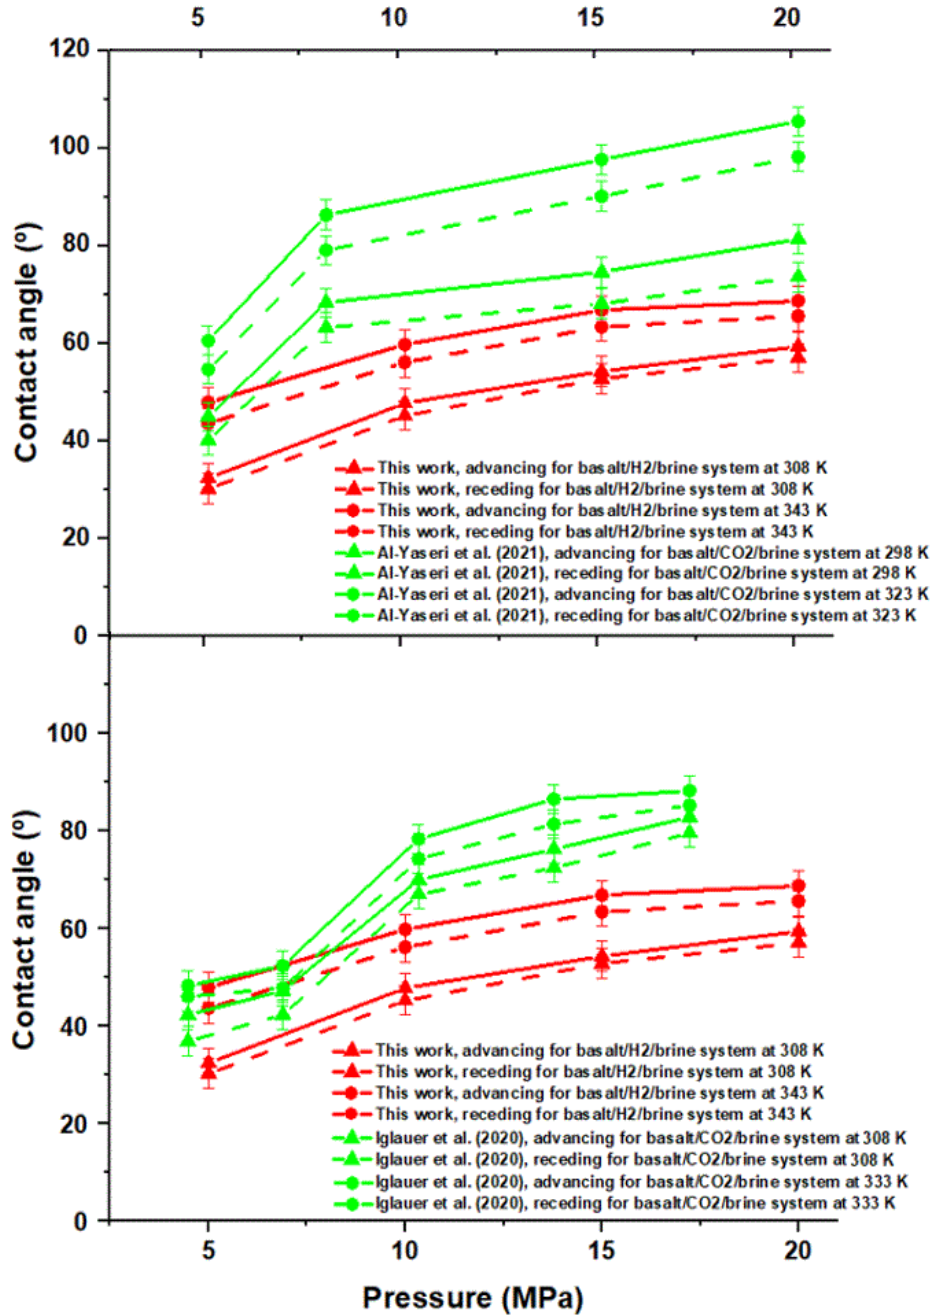 5 10 15 20
120
100
80
60
40
20
0
Contact angle (º)
This work, advancing for basalt/H2/brine system at 308 K
This work, receding for basalt/H2/brine system at 308 K
This work, advancing for basalt/H2/brine system at 343 K
This work, receding for basalt/H2/brine system at 343 K
Al-Yaseri et al. (2021), advancing for basalt/CO2/brine system at 298 K
Al-Yaseri et al. (2021), receding for basalt/CO2/brine system at 298 K
Al-Yaseri et al. (2021), advancing for basalt/CO2/brine system at 323 K
Al-Yaseri et al. (2021), receding for basalt/CO2/brine system at 323 K
100
80
60
40
20
0
Contact angle (º)
This work, advancing for basalt/H2/brine system at 308 K
This work, receding for basalt/H2/brine system at 308 K
This work, advancing for basalt/H2/brine system at 343 K
This work, receding for basalt/H2/brine system at 343 K
Iglauer et al. (2020), advancing for basalt/CO2/brine system at 308 K
Iglauer et al. (2020), receding for basalt/CO2/brine system at 308 K
Iglauer et al. (2020), advancing for basalt/CO2/brine system at 333 K
Iglauer et al. (2020), receding for basalt/CO2/brine system at 333 K
5 10 15 20
Pressure (MPa)